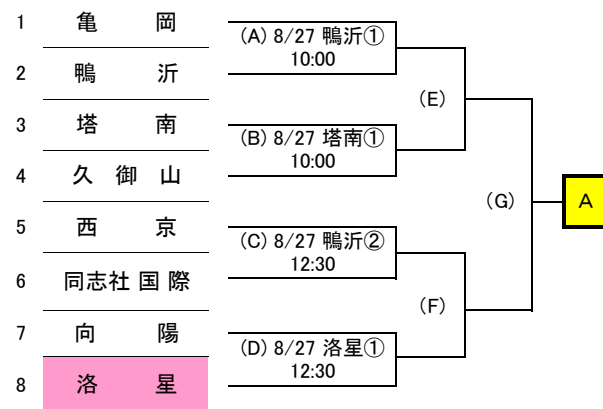 1 亀 岡
(A) 8/27 鴨沂①
10:00
2 鴨 沂
(E)
3 塔 南
(B) 8/27 塔南①
10:00
4 久 御 山
(G)
A
5 西 京
(C) 8/27 鴨沂②
12:30
6 同志社 国 際
(F)
7 向 陽
(D) 8/27 洛星①
12:30
8 洛 星